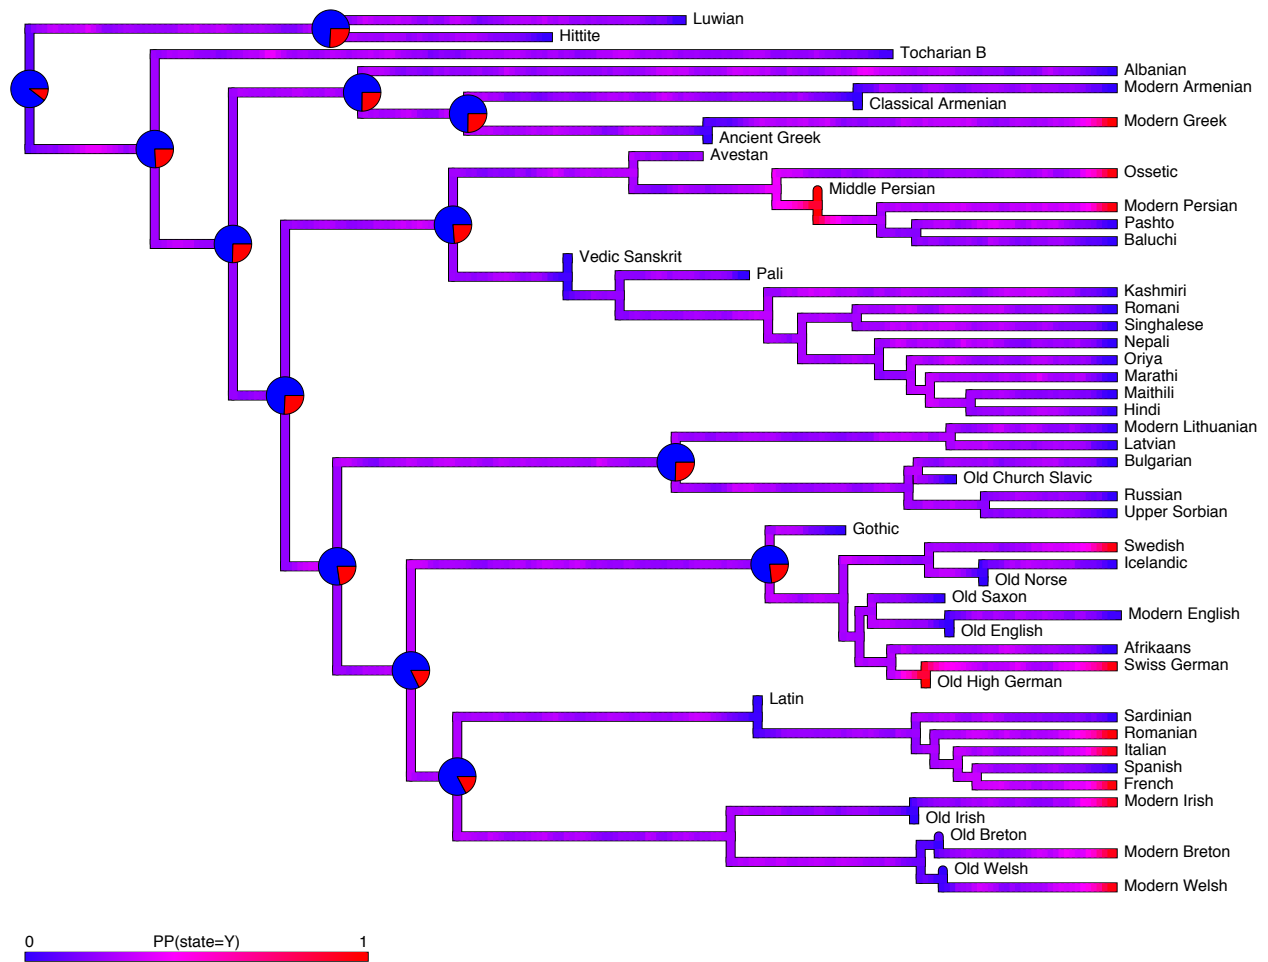 Luwian
Hittite
Tocharian B
Albanian
Modern Armenian
Classical Armenian
Modern Greek
Ancient Greek
Avestan
Ossetic
Middle Persian
Modern Persian
Pashto
Baluchi
Vedic Sanskrit
Pali
Kashmiri
Romani
Singhalese
Nepali
Oriya
Marathi
Maithili
Hindi
Modern Lithuanian
Latvian
Bulgarian
Old Church Slavic
Russian
Upper Sorbian
Gothic
Swedish
Icelandic
Old Norse
Old Saxon
Modern English
Old English
Afrikaans
Swiss German
Old High German
Latin
Sardinian
Romanian
Italian
Spanish
French
Modern Irish
Old Irish
Old Breton
Modern Breton
Old Welsh
Modern Welsh
0 PP(state=Y) 1